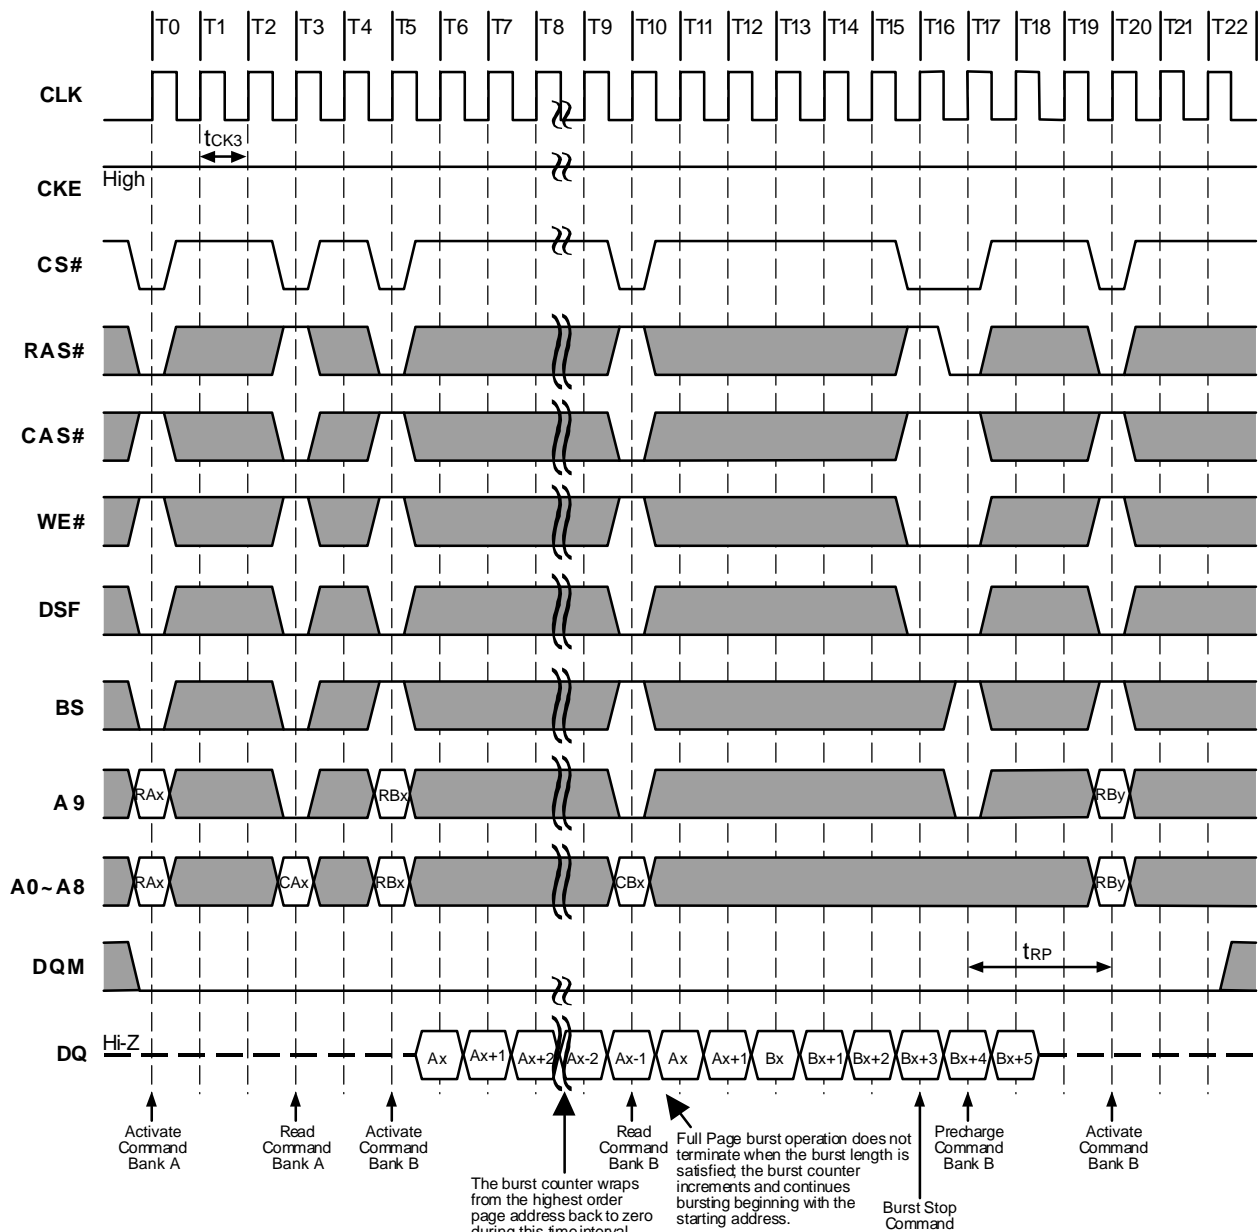 T0 T1 T2 T3 T4 T5 T6 T7 T8 T9 T10 T11 T12 T13 T14 T15 T16 T17 T18 T19 T20 T21 T22
CLK
tCK3
High
CKE
CS#
RAS#
CAS#
WE#
DSF
BS
A9
RAx RBx RBy
A0~A8
RAx CAx RBx CBx RBy
DQM
tRP
Hi-Z
DQ
Ax Ax+1 Ax+2 Ax-2 Ax-1 Ax Ax+1 Bx Bx+1 Bx+2 Bx+3 Bx+4 Bx+5
Activate
Command
Bank A
Read
Command
Bank A
Activate
Command
Bank B
The burst counter wraps
from the highest order
page address back to zero
during this time interval
Read
Command
Bank B
Full Page burst operation does not
terminate when the burst length is
satisfied; the burst counter
increments and continues
bursting beginning with the
starting address.
Burst Stop
Command
Precharge
Command
Bank B
Activate
Command
Bank B